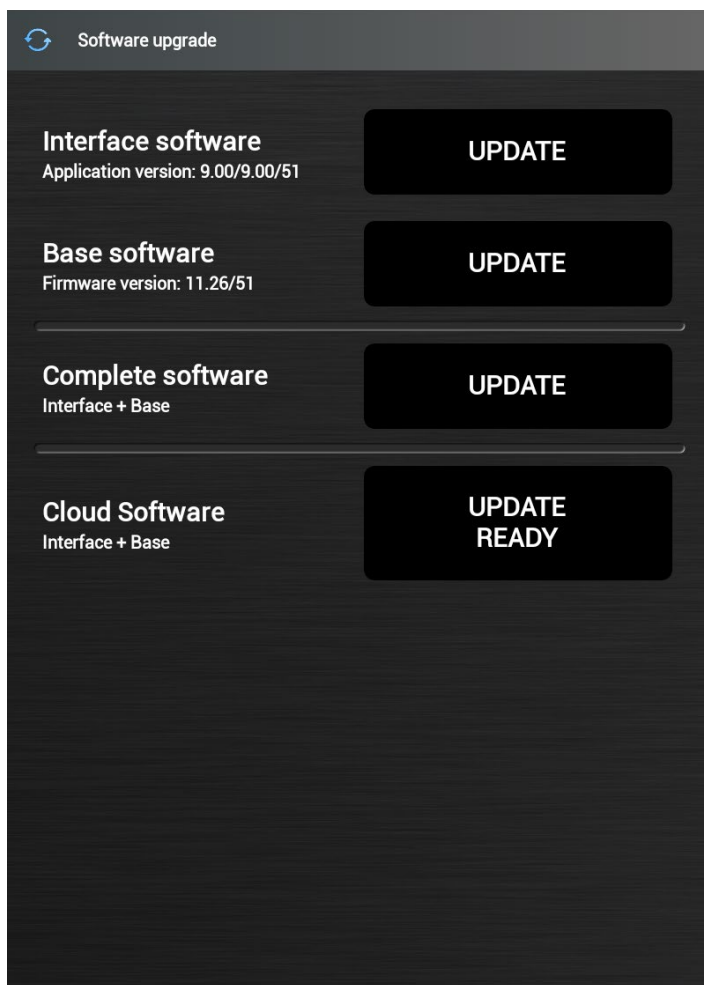 Software upgrade
Interface software
Application version: 9.00/9.00/51
UPDATE
Base software
Firmware version: 11.26/51
UPDATE
Complete software
Interface + Base
UPDATE
Cloud Software
Interface + Base
UPDATE
READY